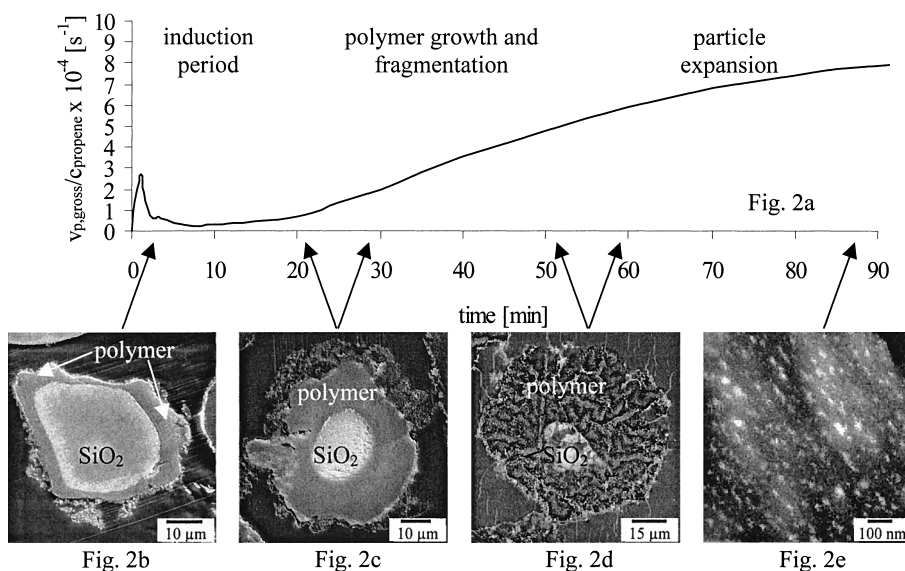 10
9
8
7
6
5
4
3
2
1
0
v_p,gross/c_propene x 10^-4 [s^-1]
induction
period
polymer growth and
fragmentation
particle
expansion
Fig. 2a
0 10 20 30 40 50 60 70 80 90
time [min]
polymer
SiO₂
10 µm
Fig. 2b
polymer
SiO₂
10 µm
Fig. 2c
polymer
SiO₂
15 µm
Fig. 2d
100 nm
Fig. 2e